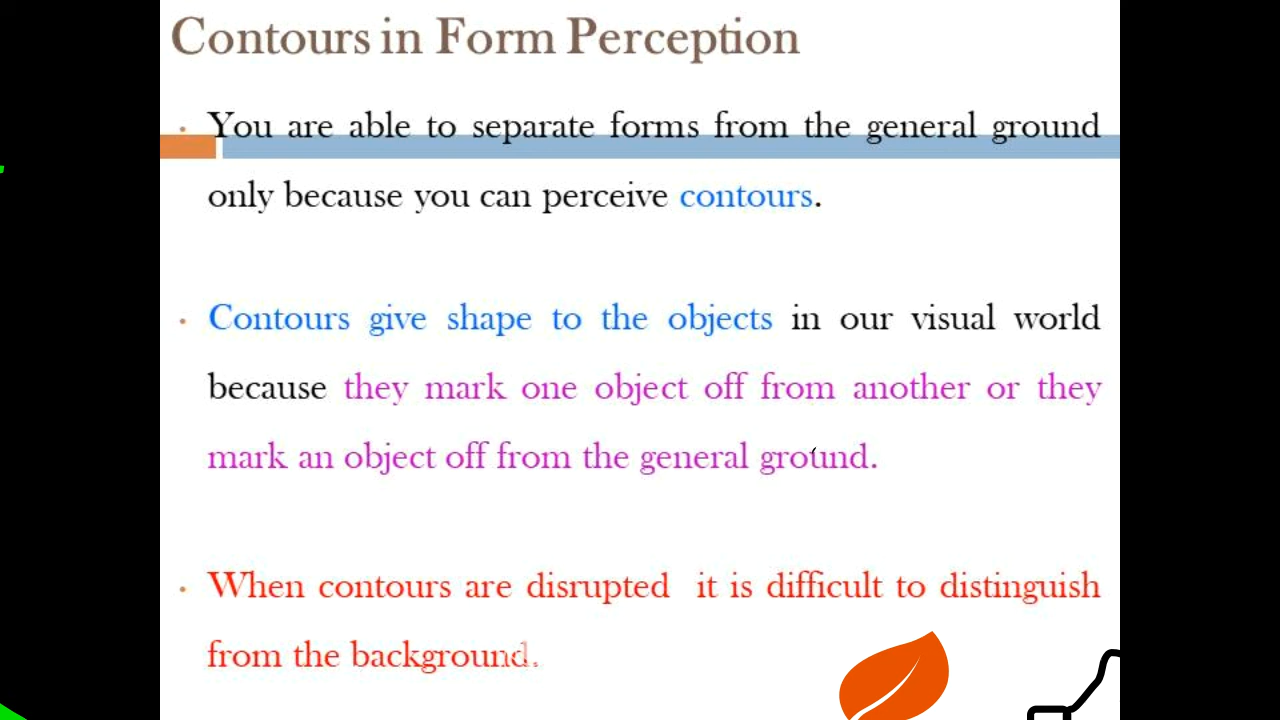 Contours in Form Perception
• You are able to separate forms from the general ground
only because you can perceive contours.
• Contours give shape to the objects in our visual world
because they mark one object off from another or they
mark an object off from the general ground.
• When contours are disrupted it is difficult to distinguish
from the background.